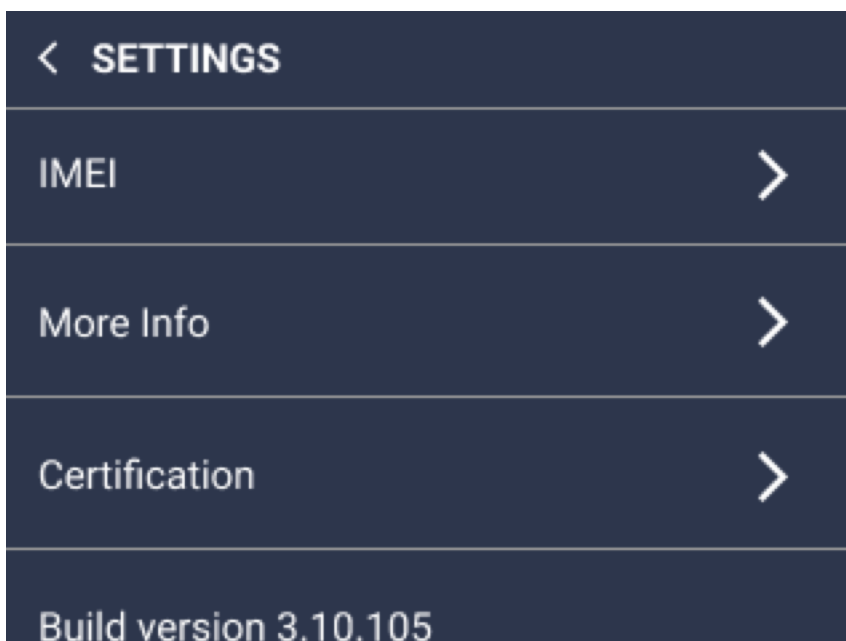 SETTINGS
IMEI
More Info
Certification
Build version 3.10.105